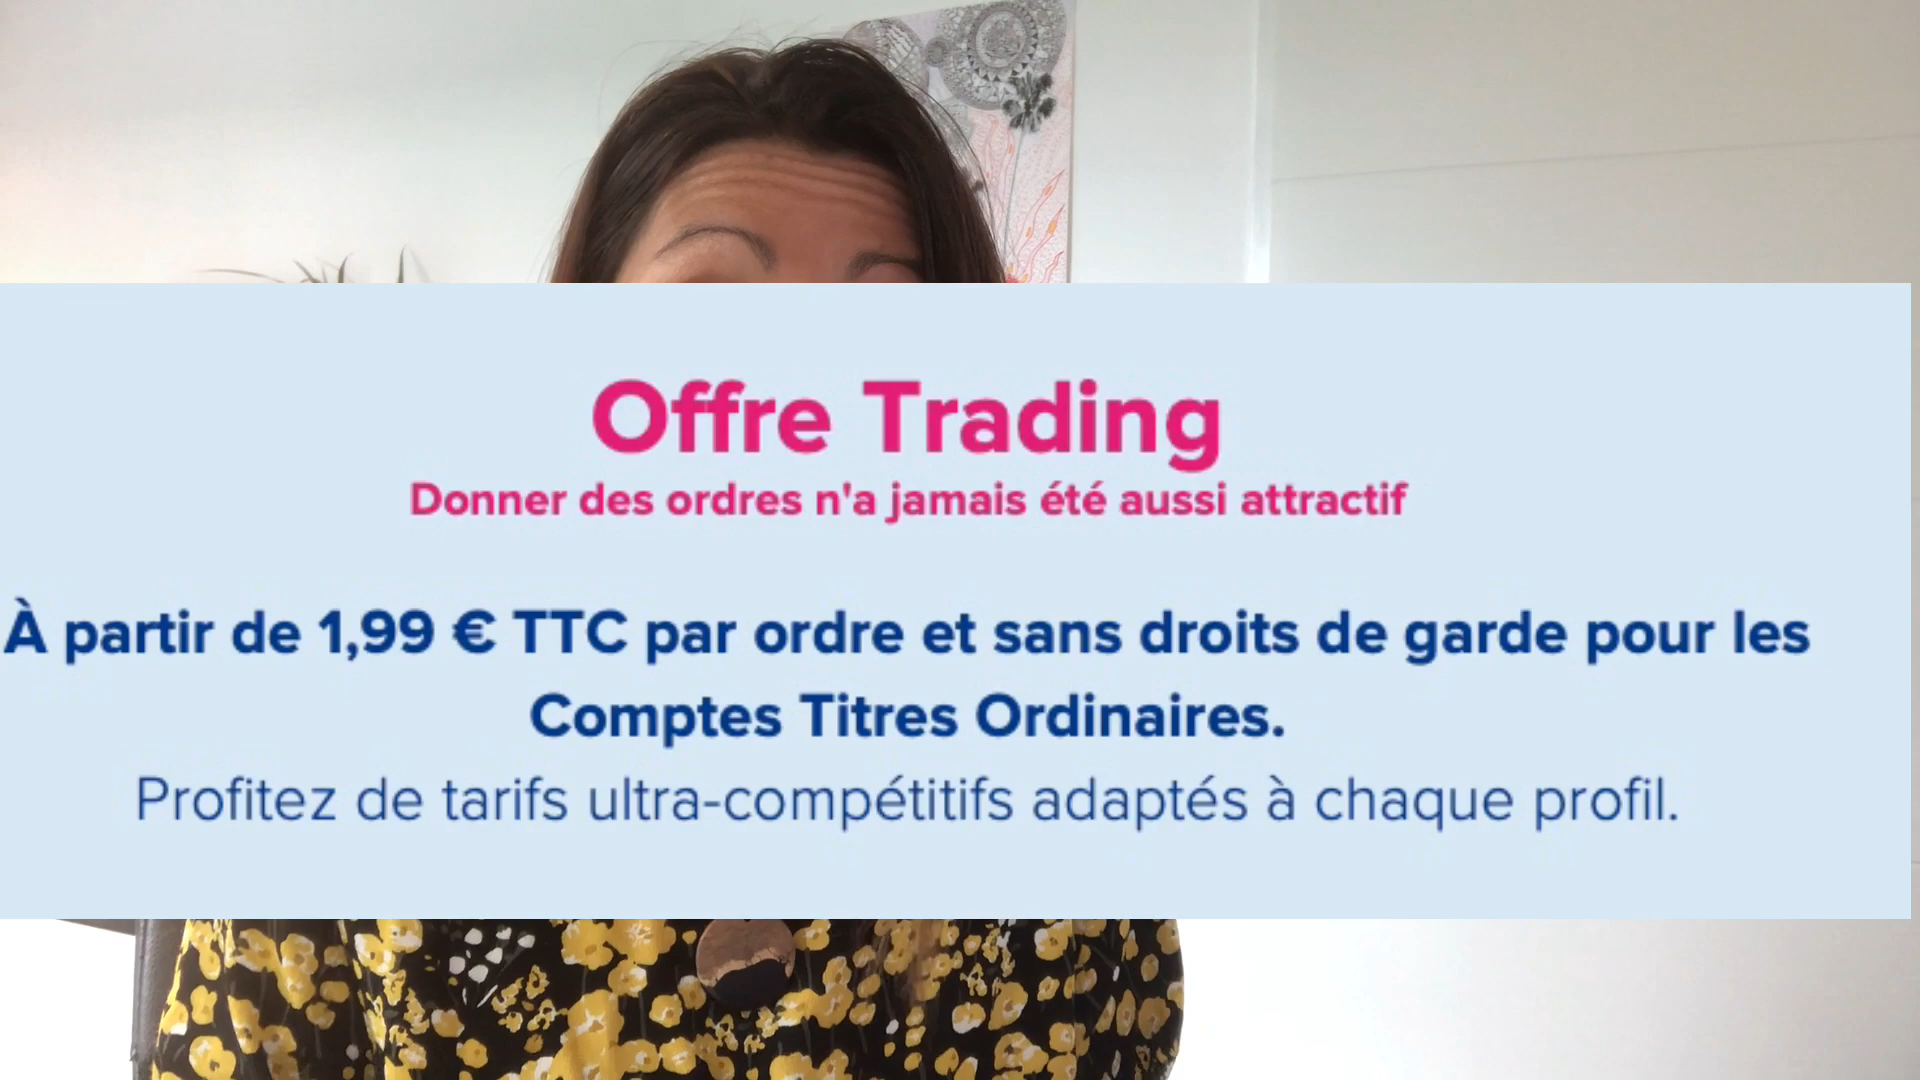 Offre Trading
Donner des ordres n'a jamais été aussi attractif
À partir de 1,99 € TTC par ordre et sans droits de garde pour les
Comptes Titres Ordinaires.
Profitez de tarifs ultra-compétitifs adaptés à chaque profil.